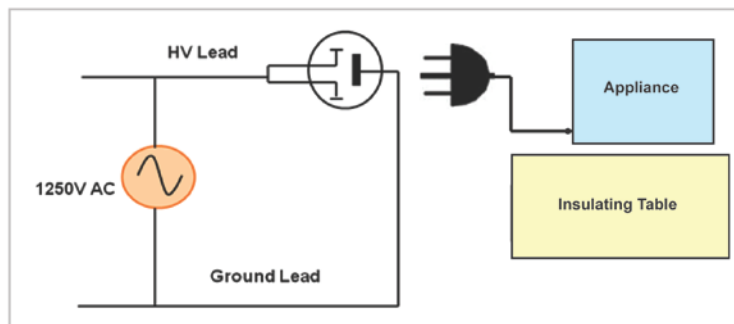 HV Lead
Appliance
1250V AC
Insulating Table
Ground Lead